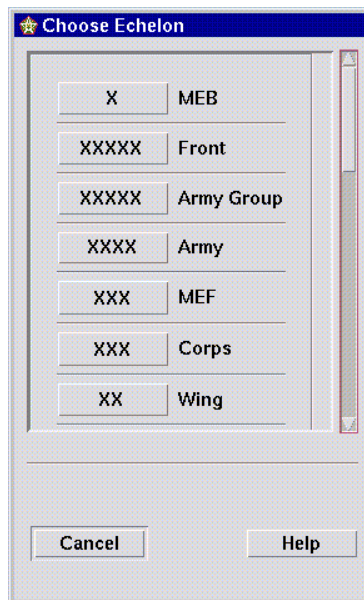 Choose Echelon
X MEB
XXXXX Front
XXXXX Army Group
XXXX Army
XXX MEF
XXX Corps
XX Wing
Cancel Help